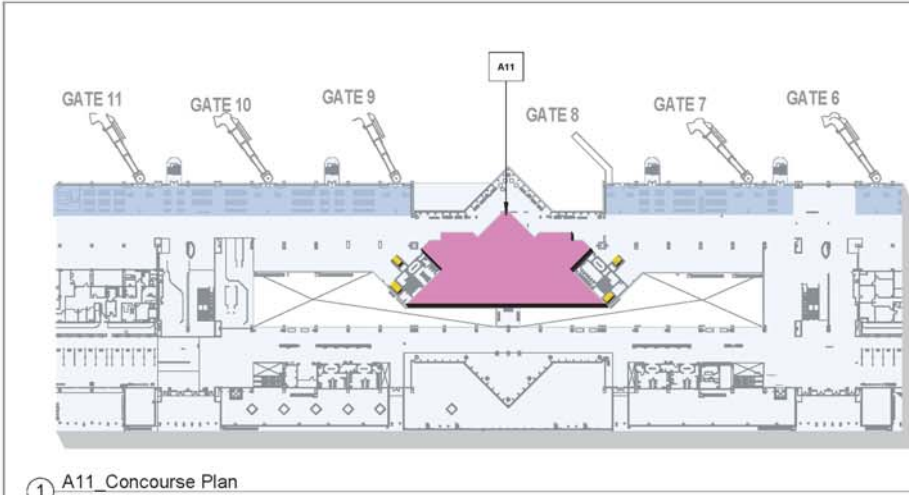 A11
GATE 11
GATE 10
GATE 9
GATE 8
GATE 7
GATE 6
1
A11_Concourse Plan